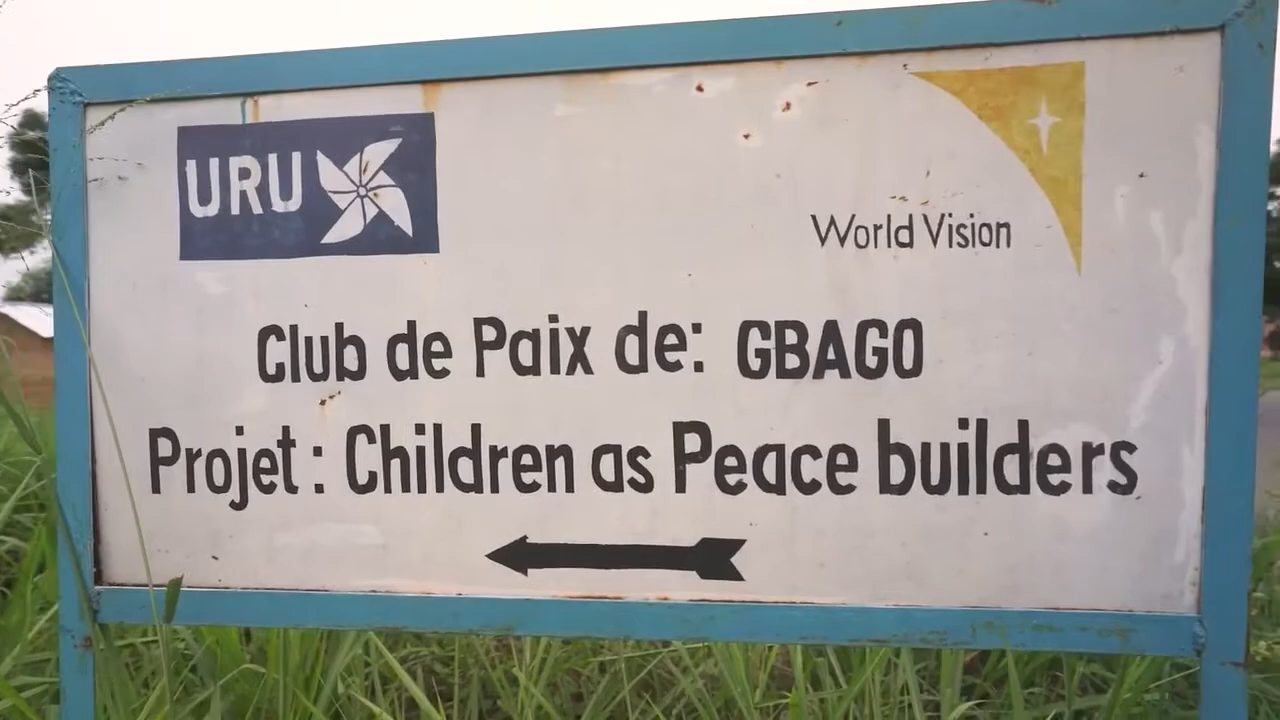 URU
World Vision
Club de Paix de: GBAGO
Projet : Children as Peace builders